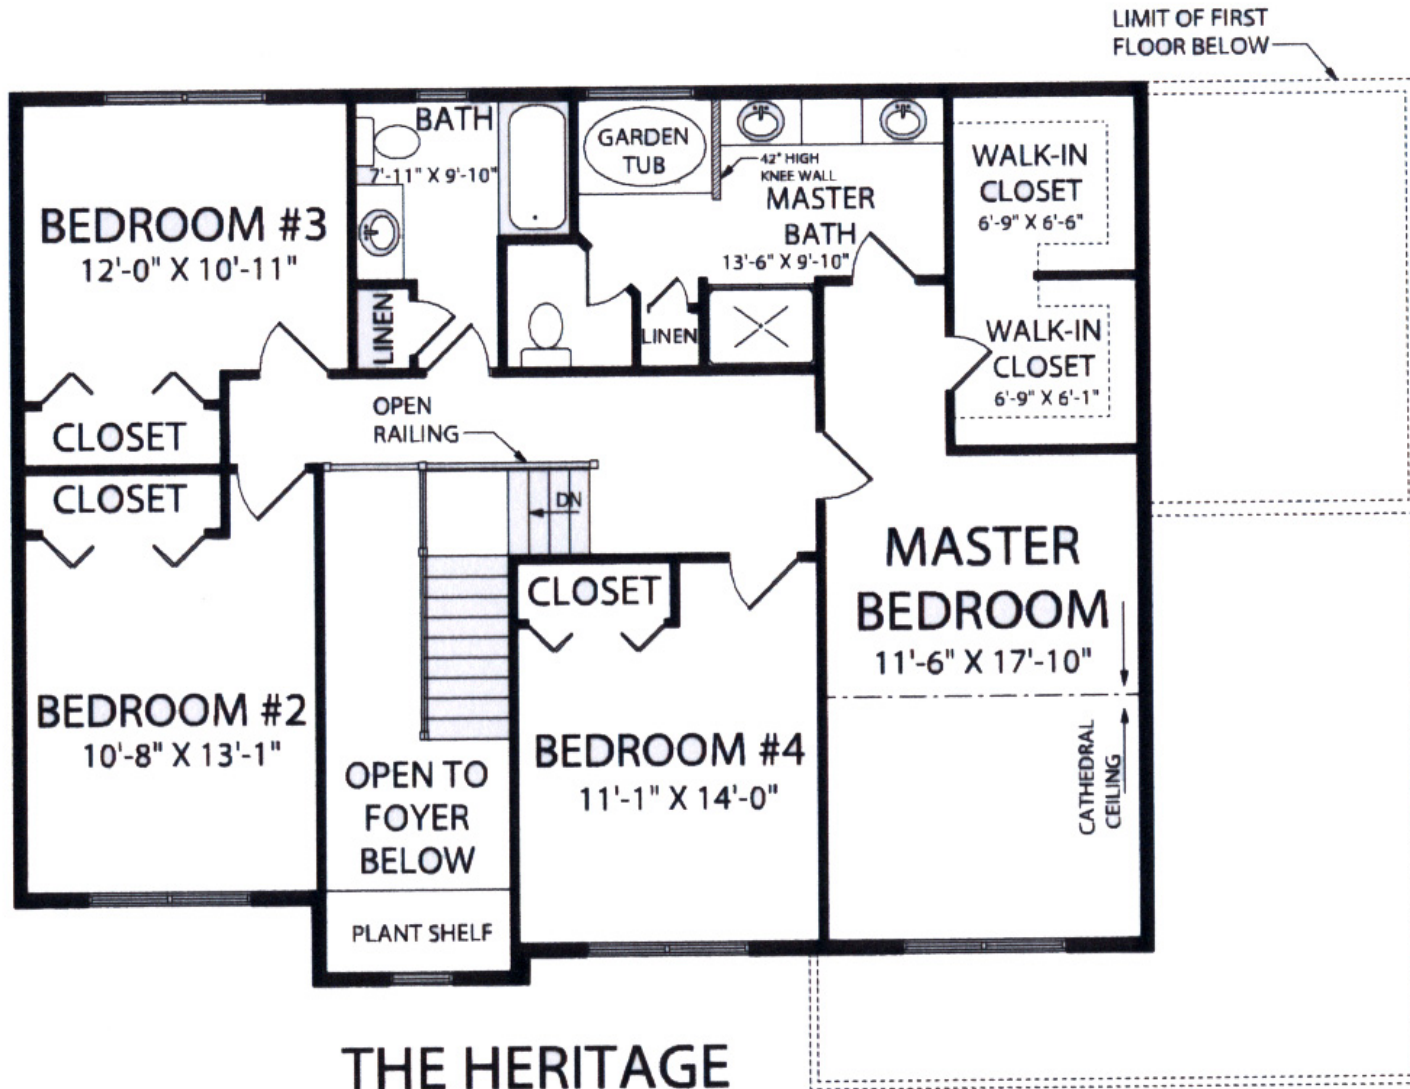 LIMIT OF FIRST
FLOOR BELOW
BATH
7'-11" X 9'-10"
GARDEN
TUB
42" HIGH
KNEE WALL
MASTER
BATH
13'-6" X 9'-10"
WALK-IN
CLOSET
6'-9" X 6'-6"
BEDROOM #3
12'-0" X 10'-11"
LINEN
LINEN
WALK-IN
CLOSET
6'-9" X 6'-1"
OPEN
RAILING
CLOSET
CLOSET
DN
MASTER
BEDROOM
11'-6" X 17'-10"
CLOSET
BEDROOM #2
10'-8" X 13'-1"
BEDROOM #4
11'-1" X 14'-0"
OPEN TO
FOYER
BELOW
CATHEDRAL
CEILING
PLANT SHELF
THE HERITAGE